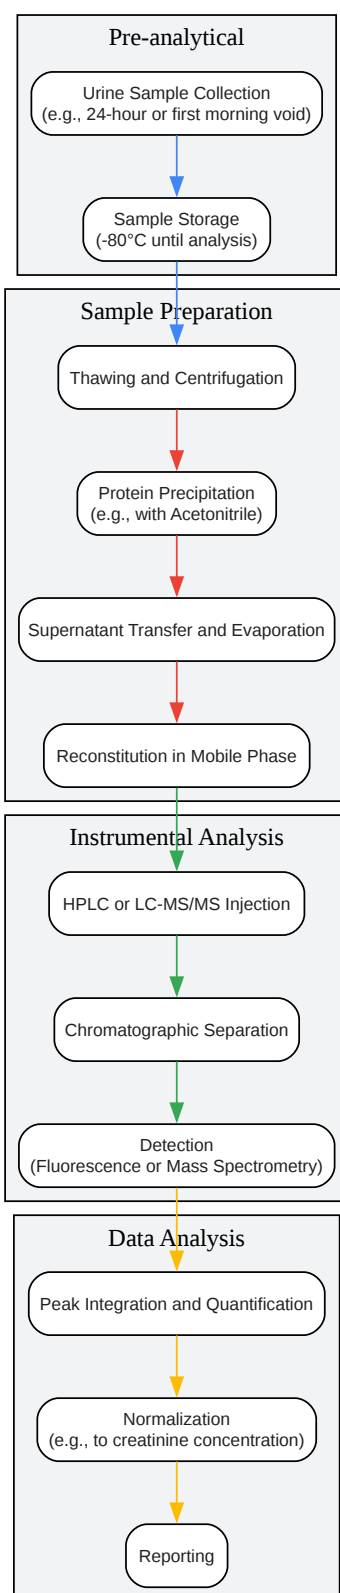 Pre-analytical
Urine Sample Collection
(e.g., 24-hour or first morning void)
Sample Storage
(-80°C until analysis)
Sample Preparation
Thawing and Centrifugation
Protein Precipitation
(e.g., with Acetonitrile)
Supernatant Transfer and Evaporation
Reconstitution in Mobile Phase
Instrumental Analysis
HPLC or LC-MS/MS Injection
Chromatographic Separation
Detection
(Fluorescence or Mass Spectrometry)
Data Analysis
Peak Integration and Quantification
Normalization
(e.g., to creatinine concentration)
Reporting